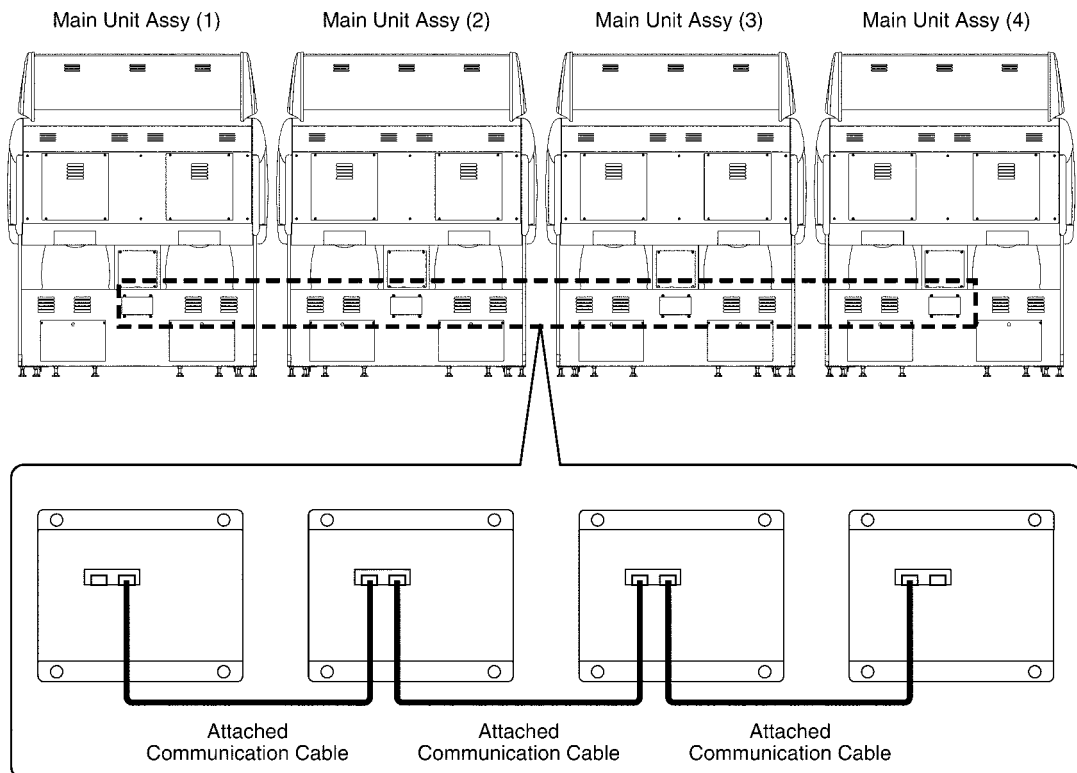 Main Unit Assy (1)
Main Unit Assy (2)
Main Unit Assy (3)
Main Unit Assy (4)
Attached
Communication Cable
Attached
Communication Cable
Attached
Communication Cable